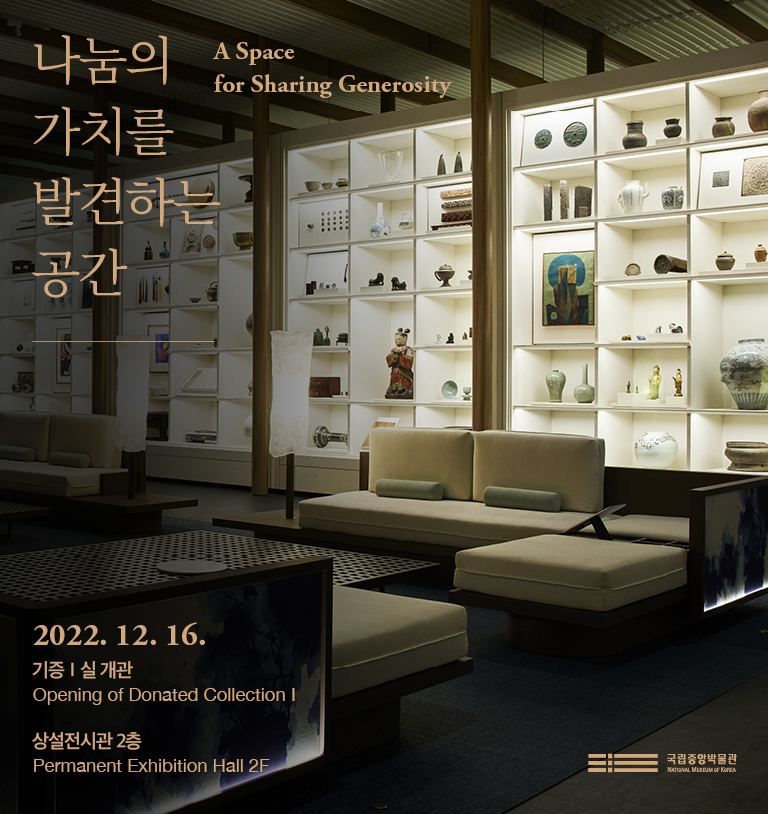 나눔의
가치를
발견하는
공간
A Space
for Sharing Generosity
2022. 12. 16.
기증Ⅰ실 개관
Opening of Donated Collection I
상설전시관 2층
Permanent Exhibition Hall 2F
국립중앙박물관
NATIONAL MUSEUM OF KOREA